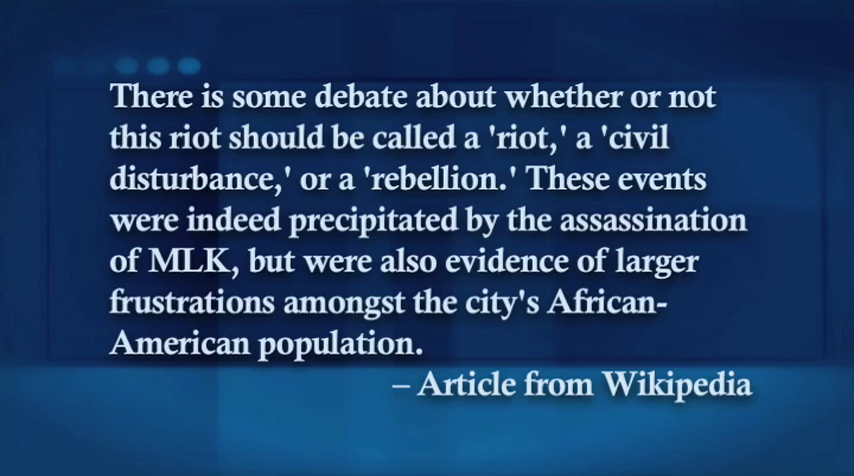 There is some debate about whether or not
this riot should be called a 'riot,' a 'civil
disturbance,' or a 'rebellion.' These events
were indeed precipitated by the assassination
of MLK, but were also evidence of larger
frustrations amongst the city's African-
American population.
– Article from Wikipedia